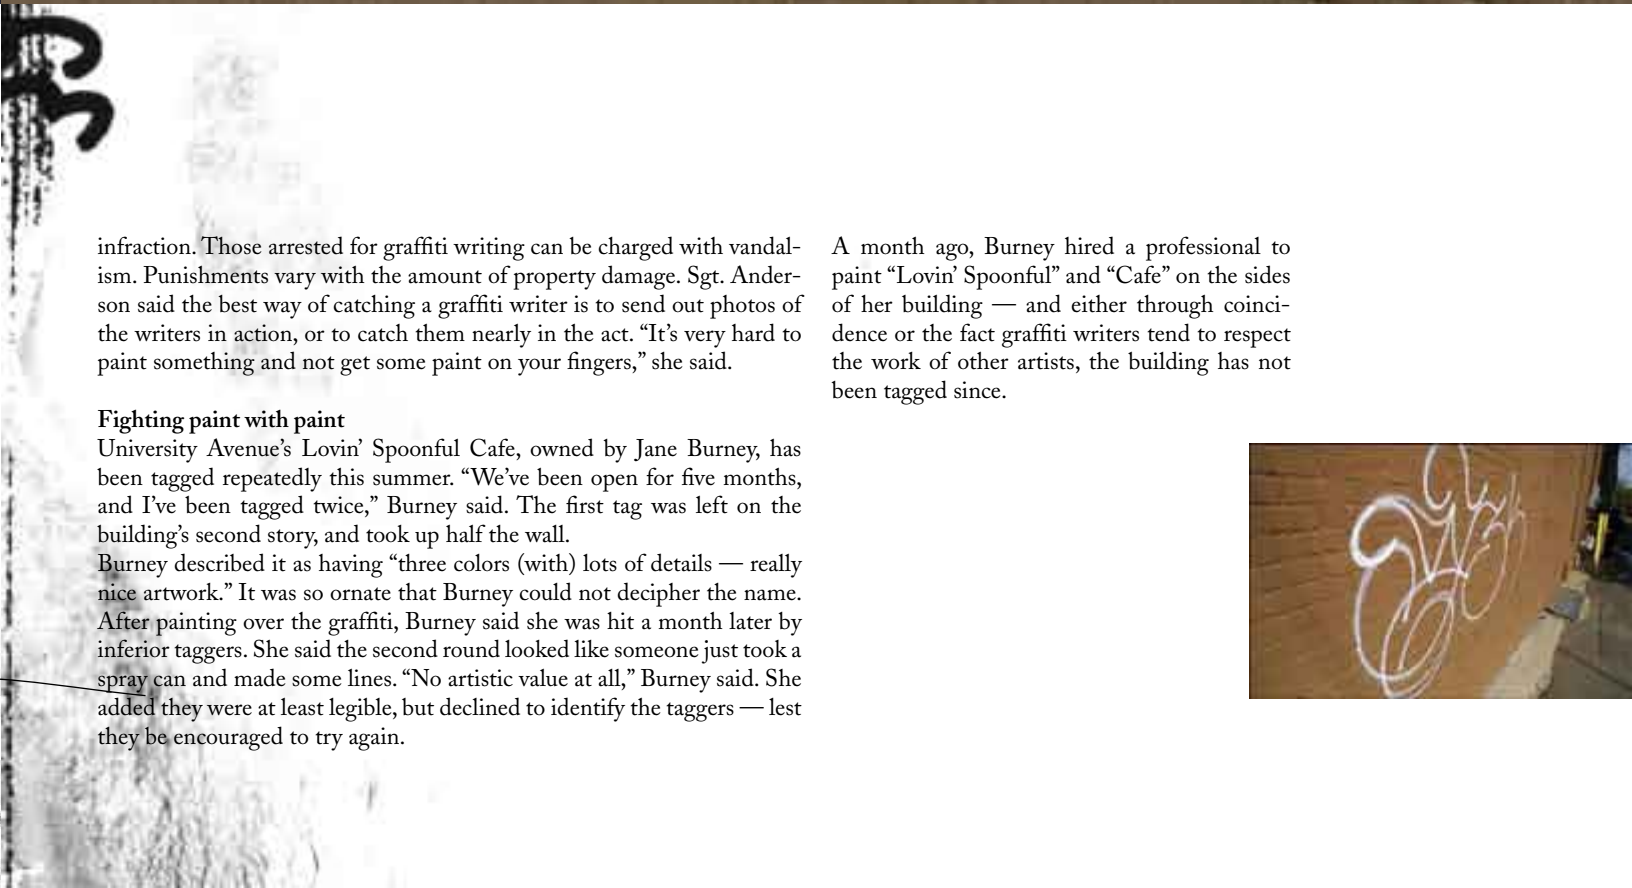 infraction. Those arrested for graffiti writing can be charged with vandal-
ism. Punishments vary with the amount of property damage. Sgt. Ander-
son said the best way of catching a graffiti writer is to send out photos of
the writers in action, or to catch them nearly in the act. “It’s very hard to
paint something and not get some paint on your fingers,” she said.
Fighting paint with paint
University Avenue’s Lovin’ Spoonful Cafe, owned by Jane Burney, has
been tagged repeatedly this summer. “We’ve been open for five months,
and I’ve been tagged twice,” Burney said. The first tag was left on the
building’s second story, and took up half the wall.
Burney described it as having “three colors (with) lots of details — really
nice artwork.” It was so ornate that Burney could not decipher the name.
After painting over the graffiti, Burney said she was hit a month later by
inferior taggers. She said the second round looked like someone just took a
spray can and made some lines. “No artistic value at all,” Burney said. She
added they were at least legible, but declined to identify the taggers — lest
they be encouraged to try again.
A month ago, Burney hired a professional to
paint “Lovin’ Spoonful” and “Cafe” on the sides
of her building — and either through coinci-
dence or the fact graffiti writers tend to respect
the work of other artists, the building has not
been tagged since.